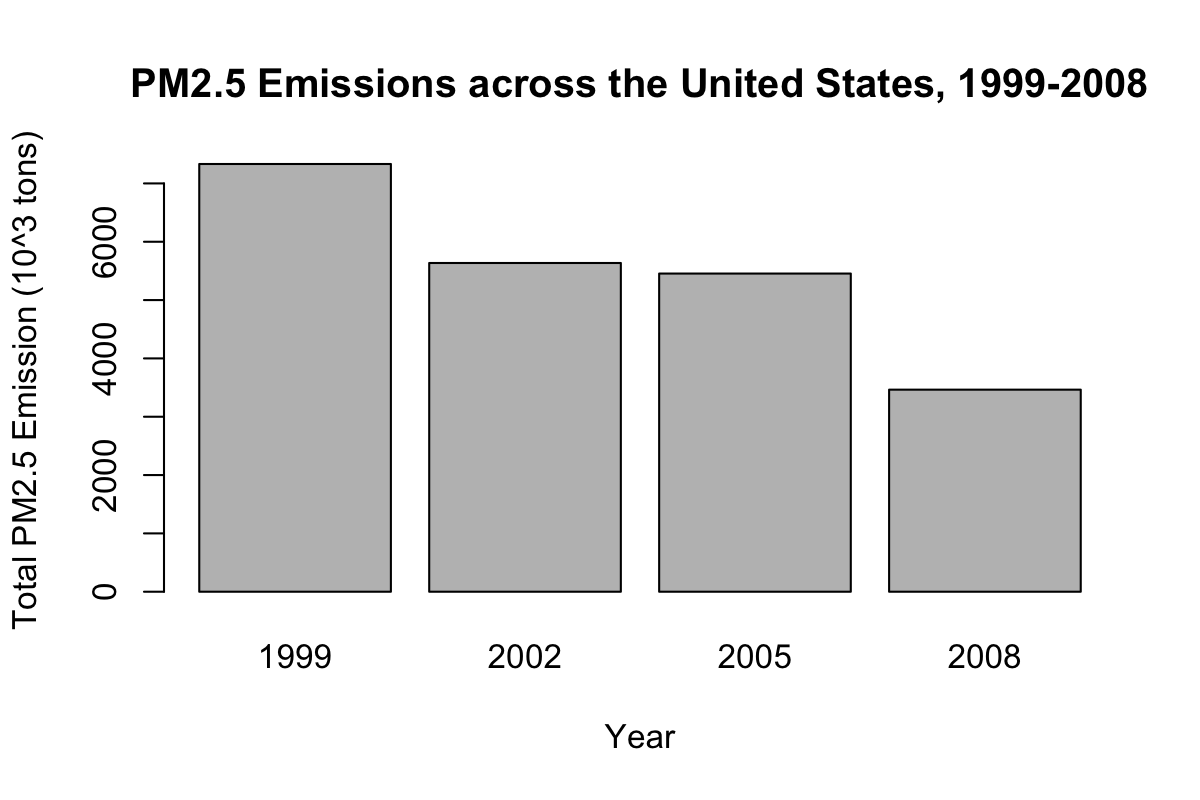 PM2.5 Emissions across the United States, 1999-2008
Total PM2.5 Emission (10^3 tons)
6000
4000
2000
0
1999 2002 2005 2008
Year